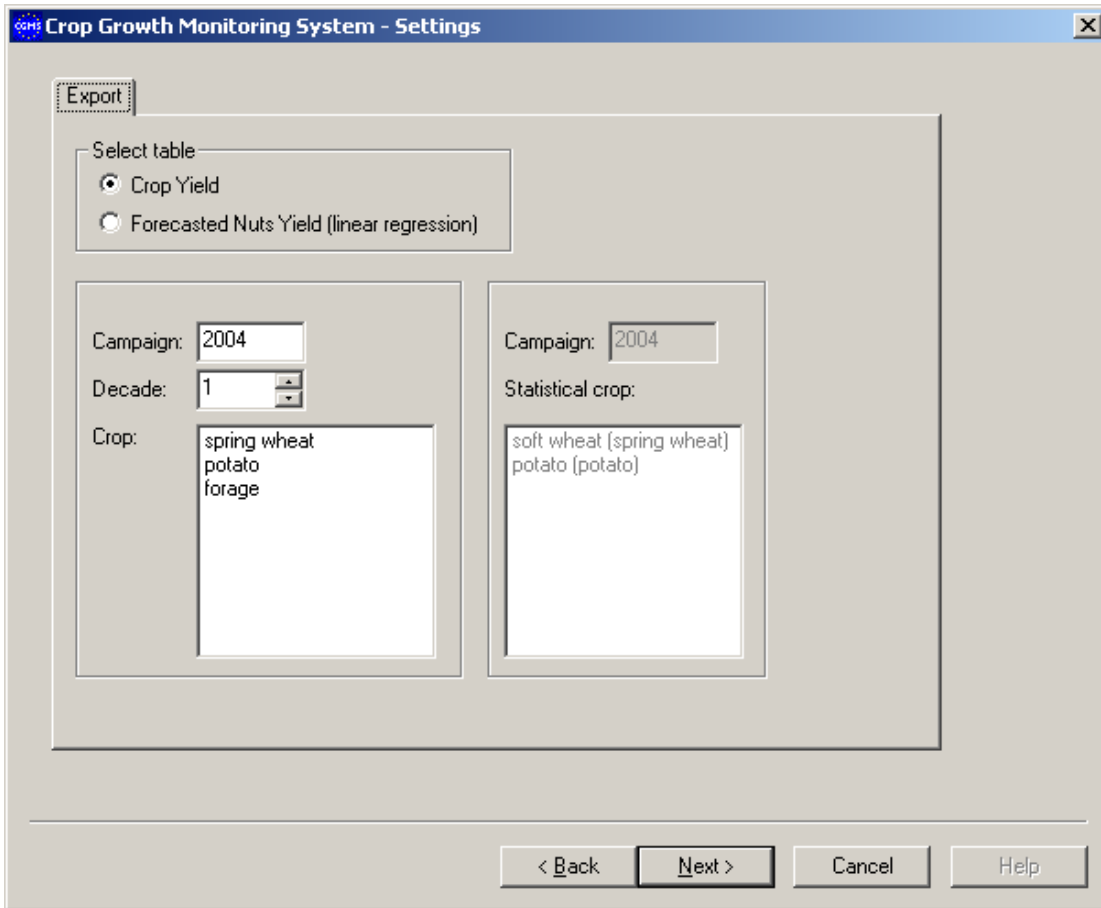 CGMS Crop Growth Monitoring System - Settings
Export
Select table
Crop Yield
Forecasted Nuts Yield (linear regression)
Campaign: 2004
Decade: 1
Crop:
spring wheat
potato
forage
Campaign: 2004
Statistical crop:
soft wheat (spring wheat)
potato (potato)
< Back
Next >
Cancel
Help